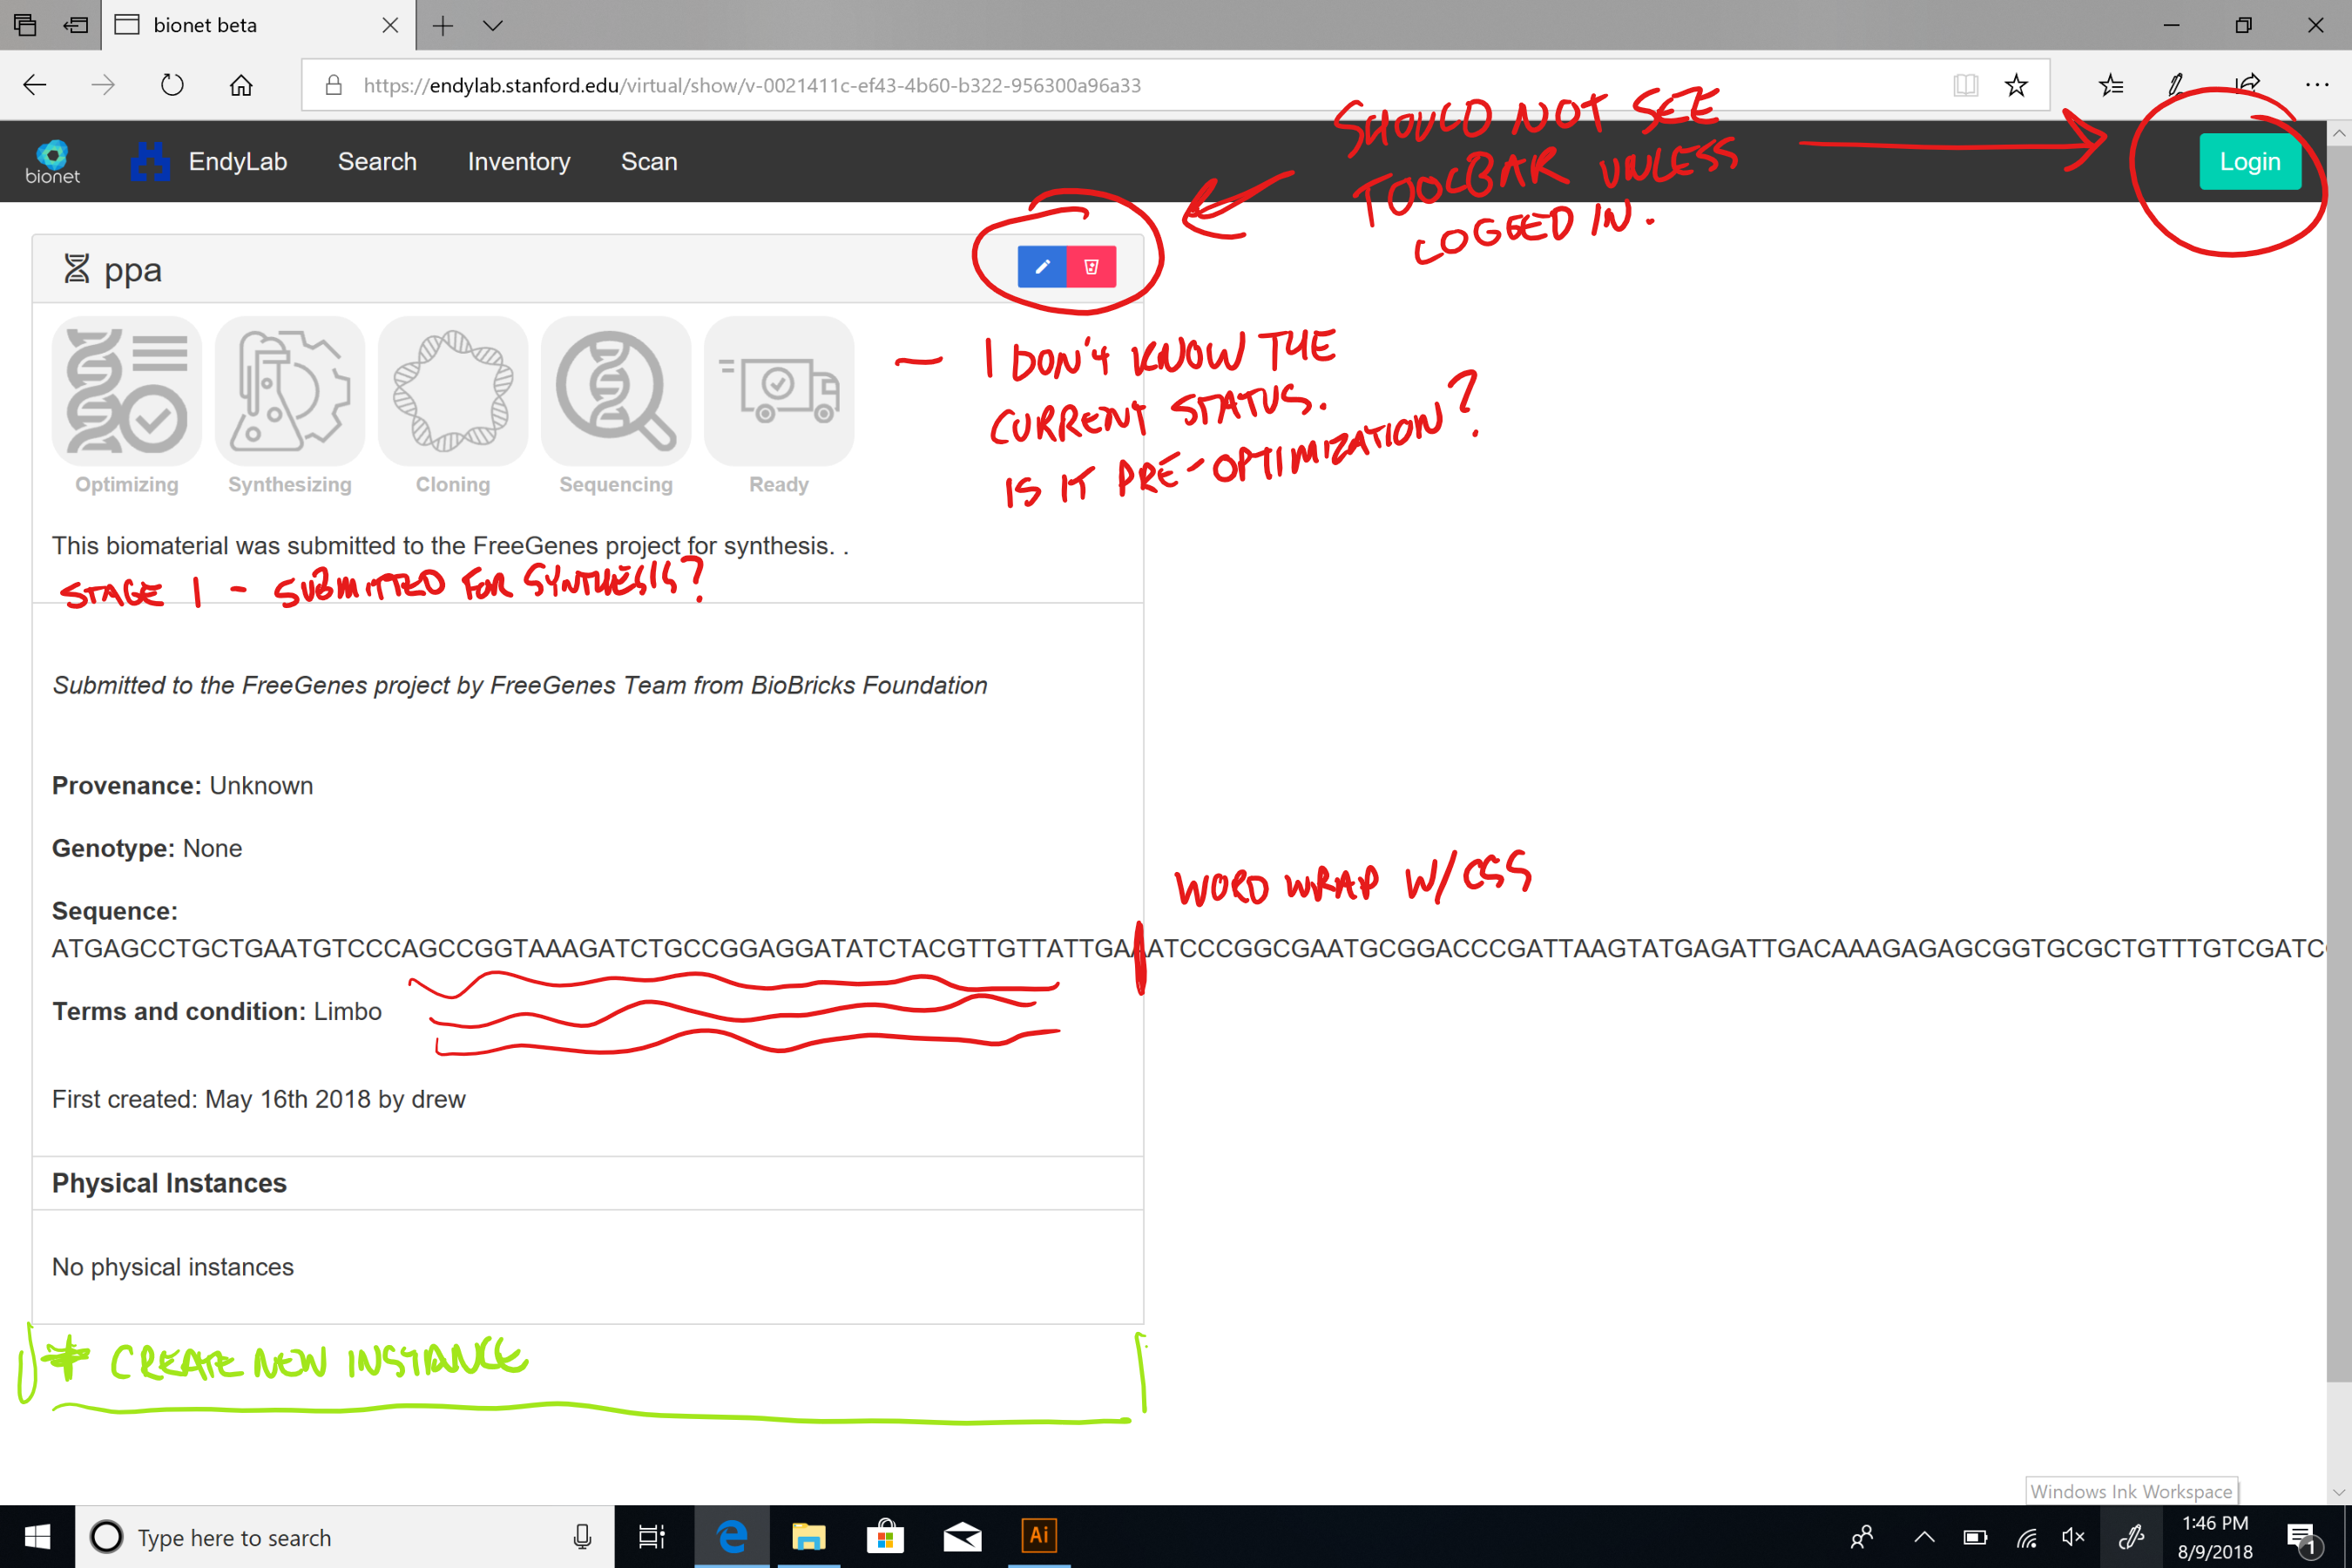 bionet beta
https://endylab.stanford.edu/virtual/show/v-0021411c-ef43-4b60-b322-956300a96a33
bionet
EndyLab
Search
Inventory
Scan
Login
SHOULD NOT SEE
TOOLBAR UNLESS
LOGGED IN.
ppa
Optimizing
Synthesizing
Cloning
Sequencing
Ready
– I DON'T KNOW THE
CURRENT STATUS.
IS IT PRE-OPTIMIZATION?
This biomaterial was submitted to the FreeGenes project for synthesis. .
STAGE 1 - SUBMITTED FOR SYNTHESIS?
Submitted to the FreeGenes project by FreeGenes Team from BioBricks Foundation
Provenance: Unknown
Genotype: None
WORD WRAP W/ CSS
Sequence:
ATGAGCCTGCTGAATGTCCCAGCCGGTAAAGATCTGCCGGAGGATATCTACGTTGTTATTGAAATCCCGGCGAATGCGGACCCGATTAAGTATGAGATTGACAAAGAGAGCGGTGCGCTGTTTGTCGATC
Terms and condition: Limbo
First created: May 16th 2018 by drew
Physical Instances
No physical instances
+ CREATE NEW INSTANCE
Windows Ink Workspace
Type here to search
Ai
1:46 PM
8/9/2018
1